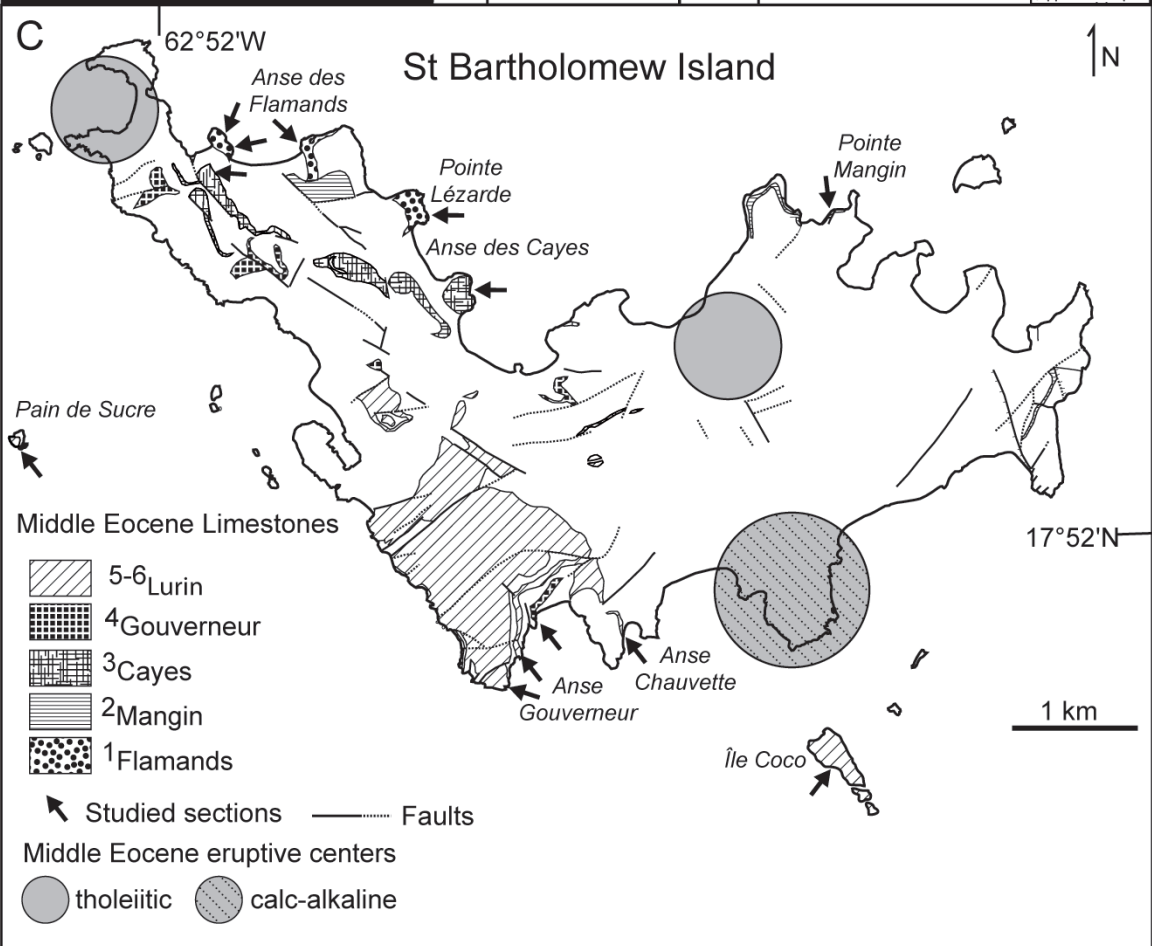 C
62°52'W
St Bartholomew Island
N
Anse des
Flamands
Pointe
Lézarde
Pointe
Mangin
Anse des Cayes
Pain de Sucre
17°52'N
Middle Eocene Limestones
5-6Lurin
4Gouverneur
3Cayes
2Mangin
1Flamands
Anse
Chauvette
Anse
Gouverneur
1 km
Île Coco
Studied sections
Faults
Middle Eocene eruptive centers
tholeiitic
calc-alkaline